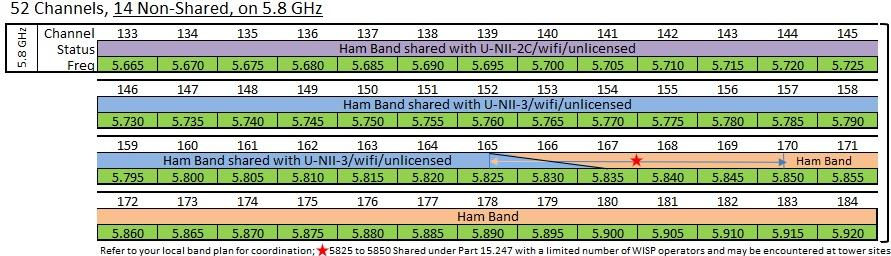 52 Channels, 14 Non-Shared, on 5.8 GHz
5.8 GHz
Channel 133 134 135 136 137 138 139 140 141 142 143 144 145
Status Ham Band shared with U-NII-2C/wifi/unlicensed
Freq 5.665 5.670 5.675 5.680 5.685 5.690 5.695 5.700 5.705 5.710 5.715 5.720 5.725
146 147 148 149 150 151 152 153 154 155 156 157 158
Ham Band shared with U-NII-3/wifi/unlicensed
5.730 5.735 5.740 5.745 5.750 5.755 5.760 5.765 5.770 5.775 5.780 5.785 5.790
159 160 161 162 163 164 165 166 167 168 169 170 171
Ham Band shared with U-NII-3/wifi/unlicensed Ham Band
5.795 5.800 5.805 5.810 5.815 5.820 5.825 5.830 5.835 5.840 5.845 5.850 5.855
172 173 174 175 176 177 178 179 180 181 182 183 184
Ham Band
5.860 5.865 5.870 5.875 5.880 5.885 5.890 5.895 5.900 5.905 5.910 5.915 5.920
Refer to your local band plan for coordination; ★5825 to 5850 Shared under Part 15.247 with a limited number of WISP operators and may be encountered at tower sites